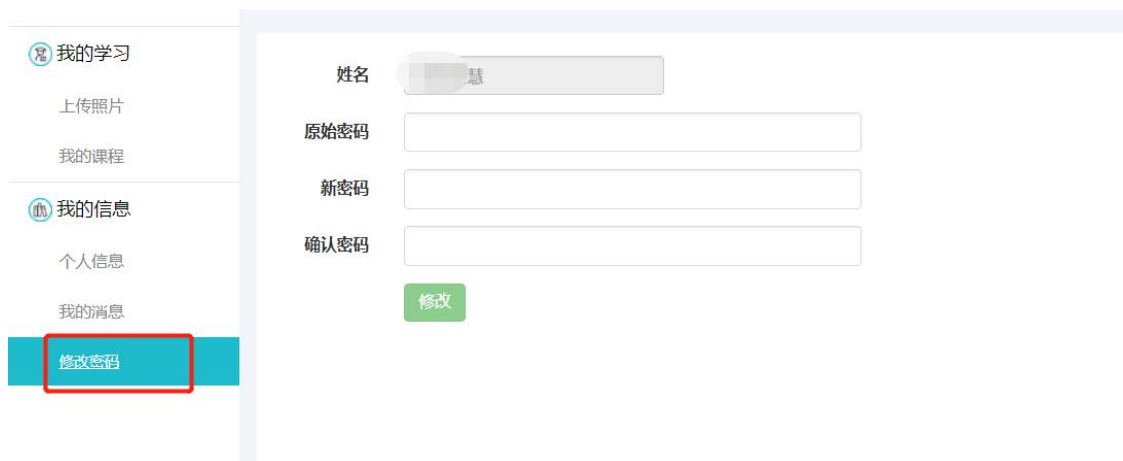 我的学习
上传照片
我的课程
我的信息
个人信息
我的消息
修改密码
姓名 慧
原始密码
新密码
确认密码
修改